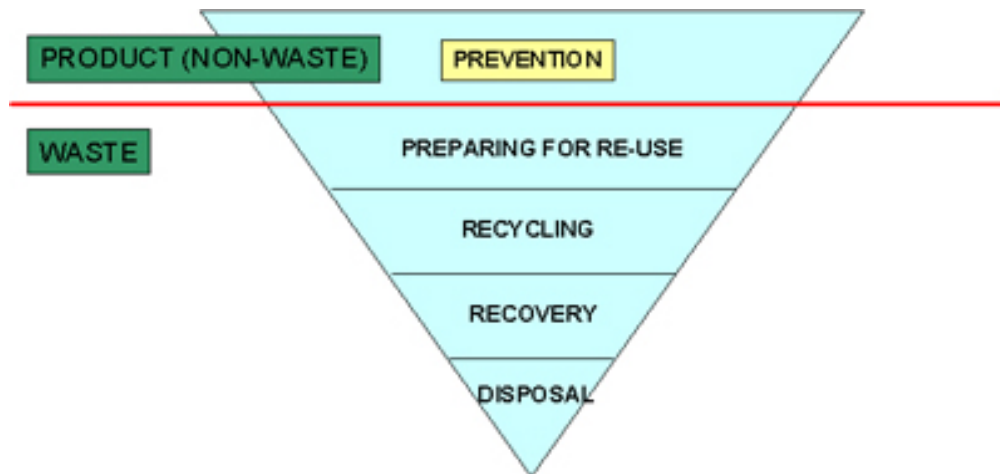 PRODUCT (NON-WASTE)
PREVENTION
WASTE
PREPARING FOR RE-USE
RECYCLING
RECOVERY
DISPOSAL